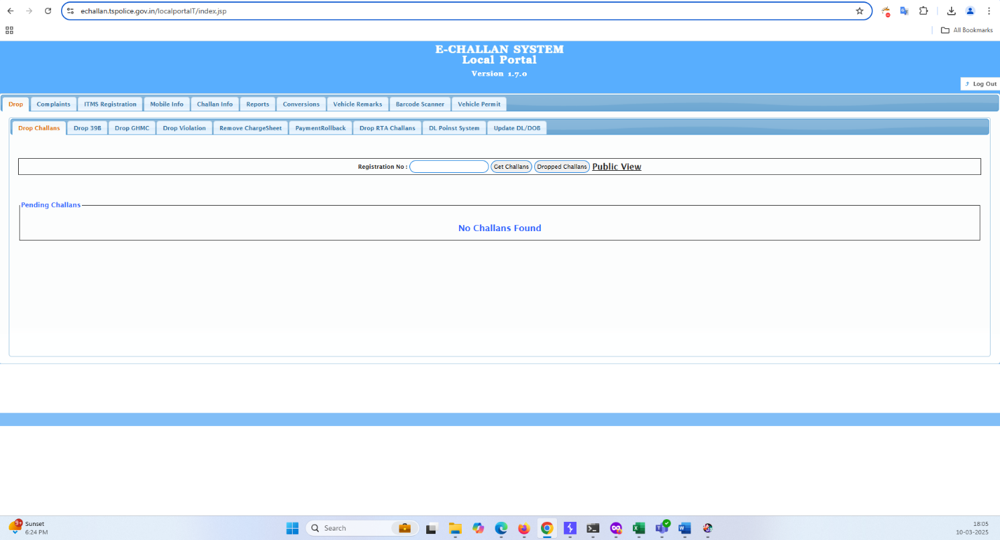 echallan.tspolice.gov.in/localportalT/index.jsp
All Bookmarks
E-CHALLAN SYSTEM
Local Portal
Version 1.7.0
Log Out
Drop Complaints ITMS Registration Mobile Info Challan Info Reports Conversions Vehicle Remarks Barcode Scanner Vehicle Permit
Drop Challans Drop 39B Drop GHMC Drop Violation Remove ChargeSheet PaymentRollback Drop RTA Challans DL Poinst System Update DL/DOB
Registration No : Get Challans Dropped Challans Public View
Pending Challans
No Challans Found
9+ Sunset
6:24 PM
Search
18:05
10-03-2025